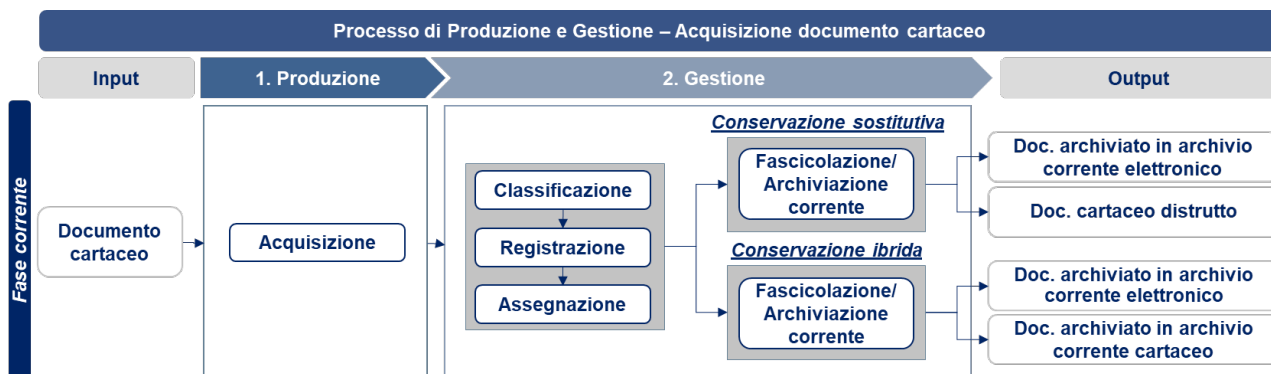 Processo di Produzione e Gestione – Acquisizione documento cartaceo
Input
1. Produzione
2. Gestione
Output
Fase corrente
Documento
cartaceo
Acquisizione
Classificazione
Registrazione
Assegnazione
Conservazione sostitutiva
Fascicolazione/
Archiviazione
corrente
Conservazione ibrida
Fascicolazione/
Archiviazione
corrente
Doc. archiviato in archivio
corrente elettronico
Doc. cartaceo distrutto
Doc. archiviato in archivio
corrente elettronico
Doc. archiviato in archivio
corrente cartaceo